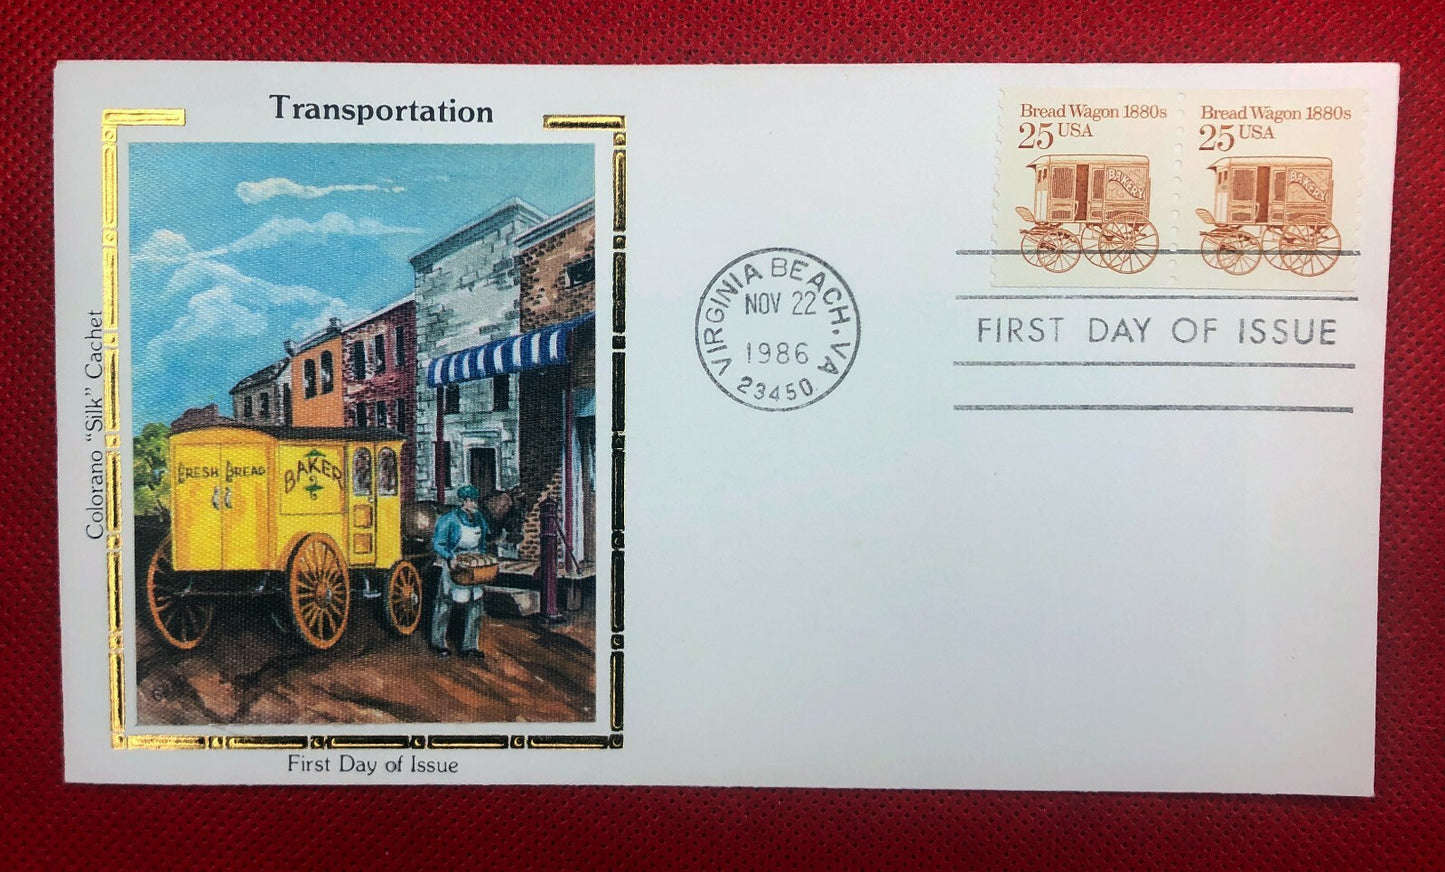 Transportation
Colorano "Silk" Cachet
FRESH BREAD
BAKER
First Day of Issue
VIRGINIA BEACH, VA
NOV 22
1986
23450
Bread Wagon 1880s
25 USA
BAKERY
Bread Wagon 1880s
25 USA
BAKERY
FIRST DAY OF ISSUE